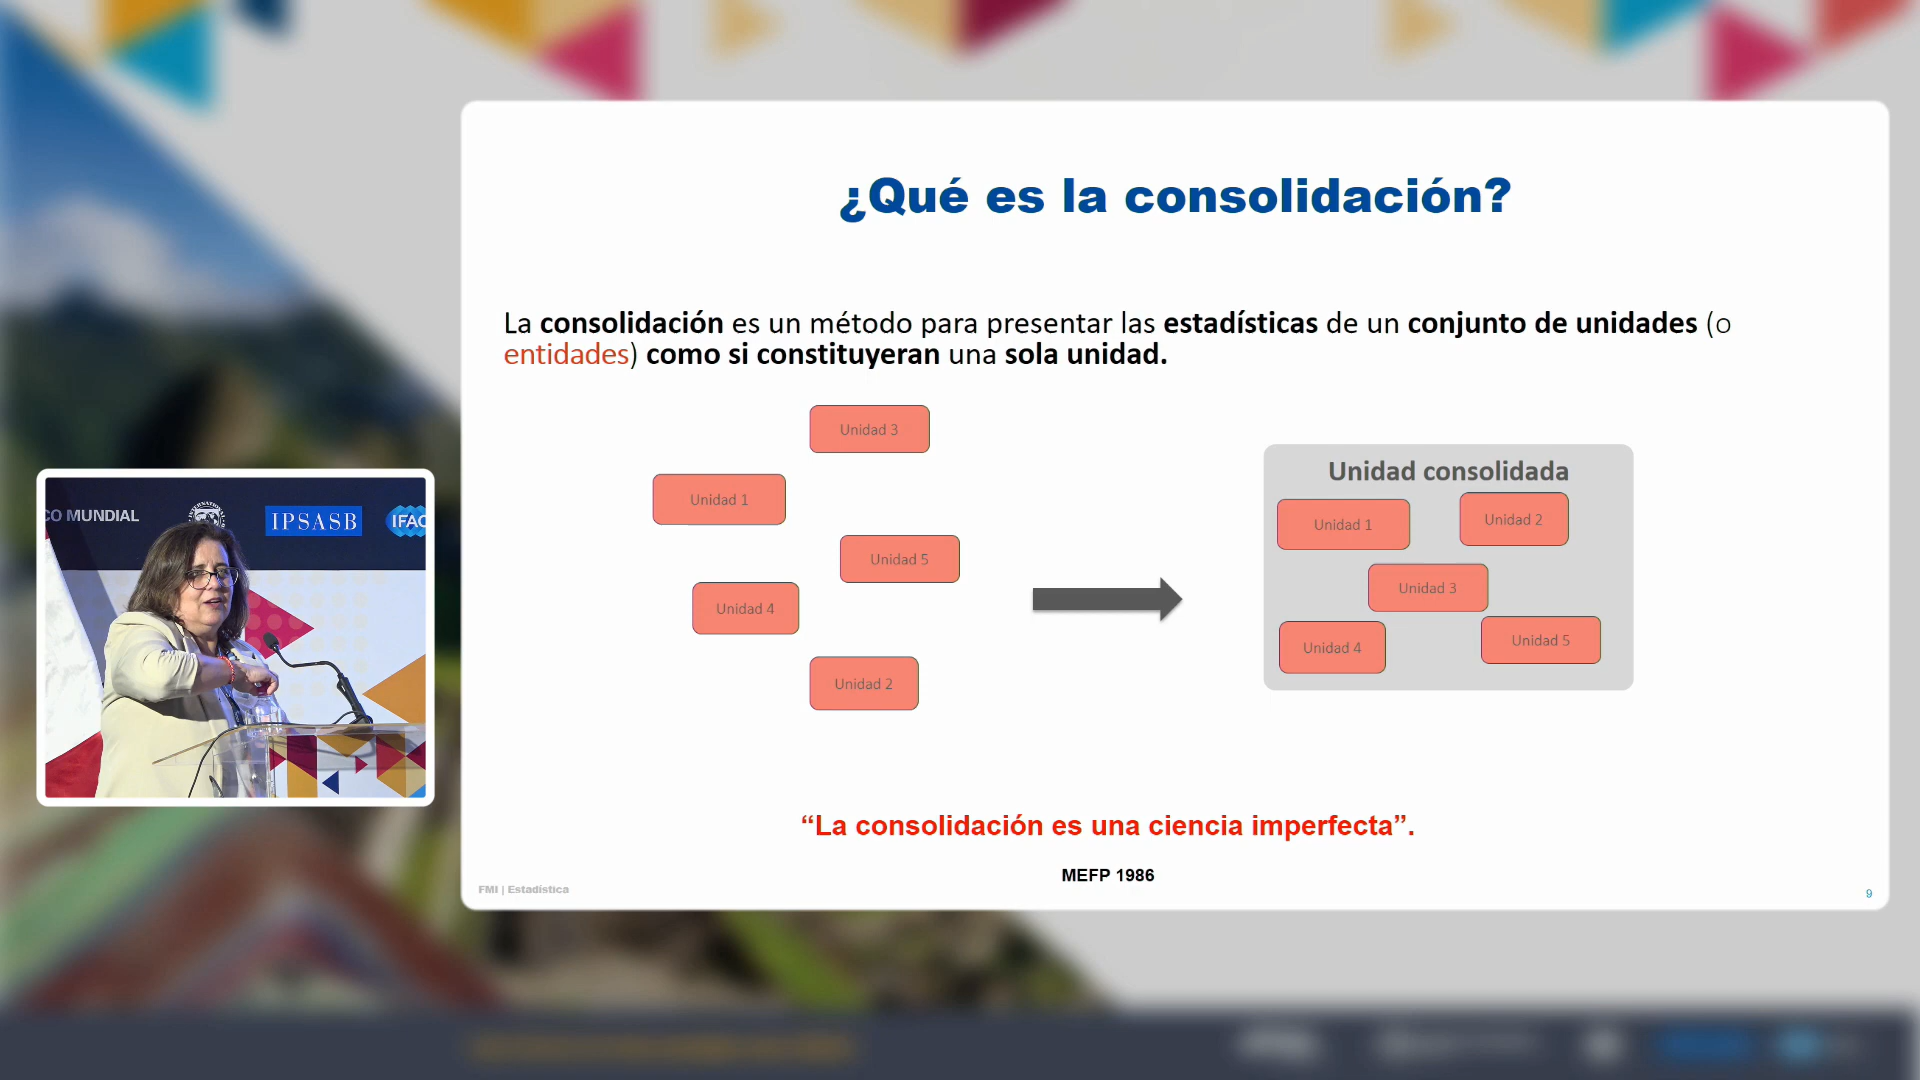 ¿Qué es la consolidación?
La consolidación es un método para presentar las estadísticas de un conjunto de unidades (o
entidades) como si constituyeran una sola unidad.
Unidad 3
Unidad 1
Unidad 5
Unidad 4
Unidad 2
Unidad consolidada
Unidad 1
Unidad 2
Unidad 3
Unidad 4
Unidad 5
“La consolidación es una ciencia imperfecta”.
MEFP 1986
FMI | Estadística
9
CO MUNDIAL
IPSASB
IFAC